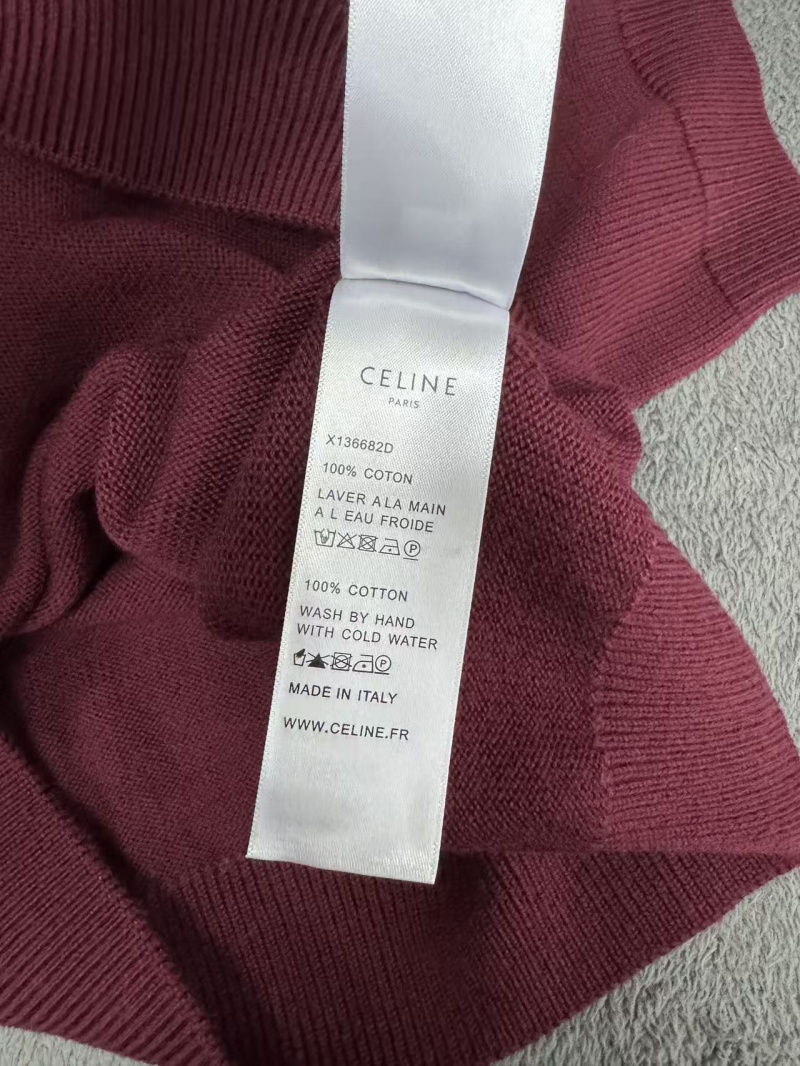 CELINE
PARIS
X136682D
100% COTON
LAVER A LA MAIN
A L EAU FROIDE
P
100% COTTON
WASH BY HAND
WITH COLD WATER
P
MADE IN ITALY
WWW.CELINE.FR